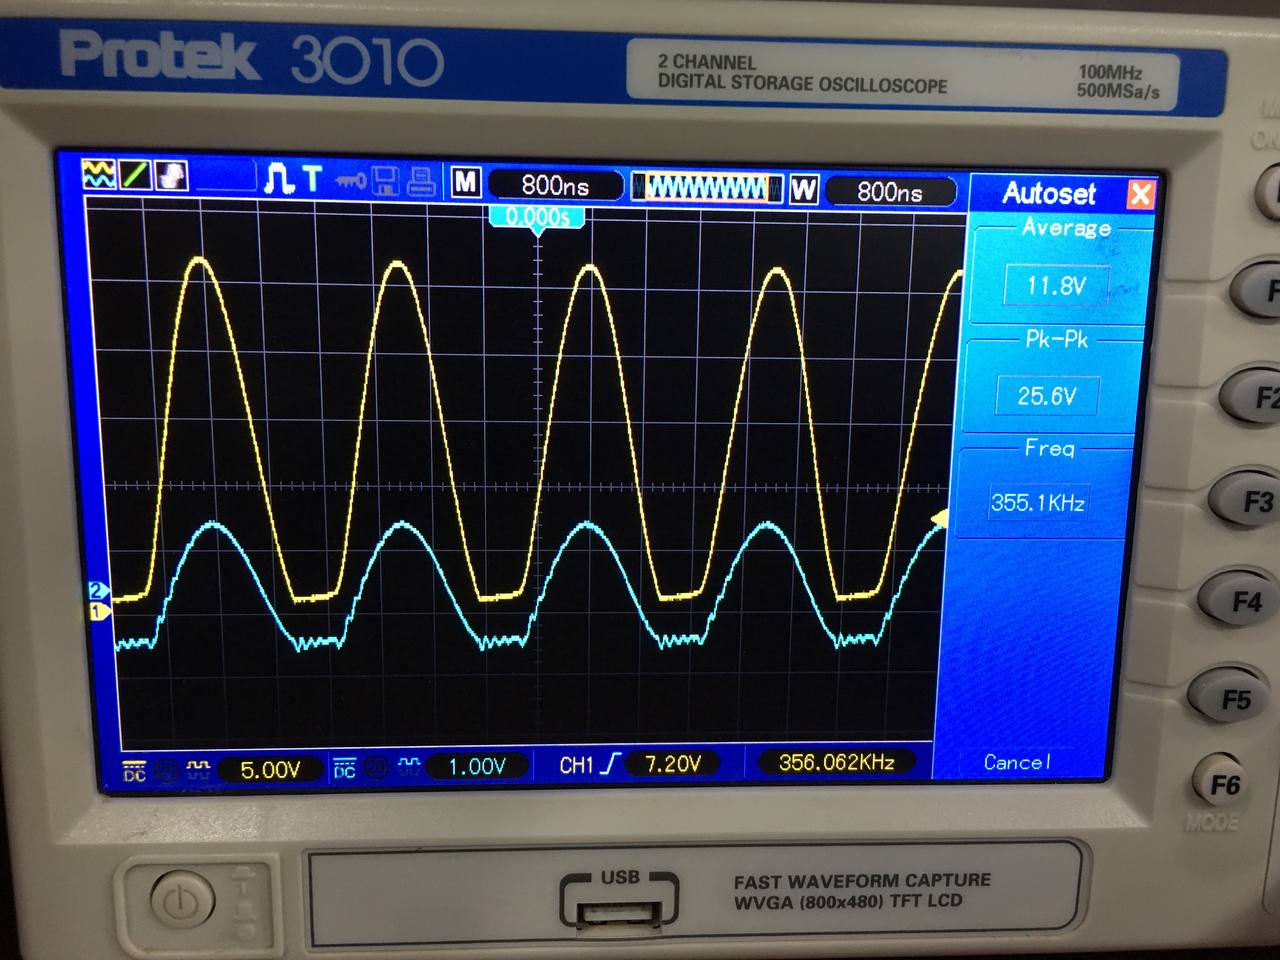 Protek 3010
2 CHANNEL
DIGITAL STORAGE OSCILLOSCOPE
100MHz
500MSa/s
T
M
800ns
W
800ns
Autoset
X
0.000s
Average
11.8V
Pk-Pk
25.6V
Freq
355.1KHz
2
1
DC
20
5.00V
DC
20
1.00V
CH1
7.20V
356.062KHz
Cancel
F2
F3
F4
F5
F6
MODE
USB
FAST WAVEFORM CAPTURE
WVGA (800x480) TFT LCD